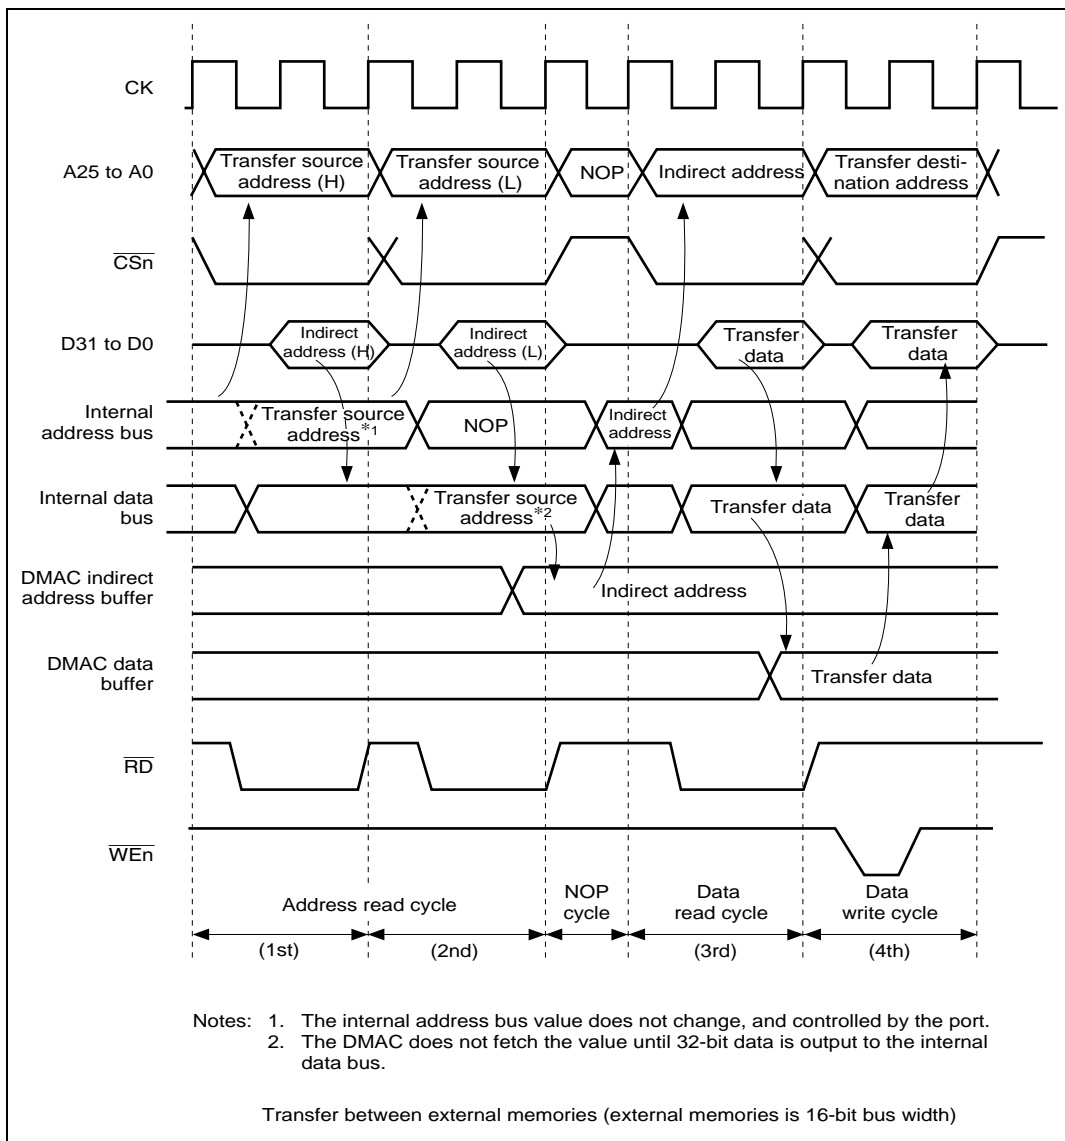 CK
A25 to A0
Transfer source
address (H)
Transfer source
address (L)
NOP
Indirect address
Transfer desti-
nation address
CSn
D31 to D0
Indirect
address (H)
Indirect
address (L)
Transfer
data
Transfer
data
Internal
address bus
Transfer source
address*1
NOP
Indirect
address
Internal data
bus
Transfer source
address*2
Transfer data
Transfer
data
DMAC indirect
address buffer
Indirect address
DMAC data
buffer
Transfer data
RD
WEn
Address read cycle
NOP
cycle
Data
read cycle
Data
write cycle
(1st)
(2nd)
(3rd)
(4th)
Notes: 1. The internal address bus value does not change, and controlled by the port.
2. The DMAC does not fetch the value until 32-bit data is output to the internal
data bus.
Transfer between external memories (external memories is 16-bit bus width)